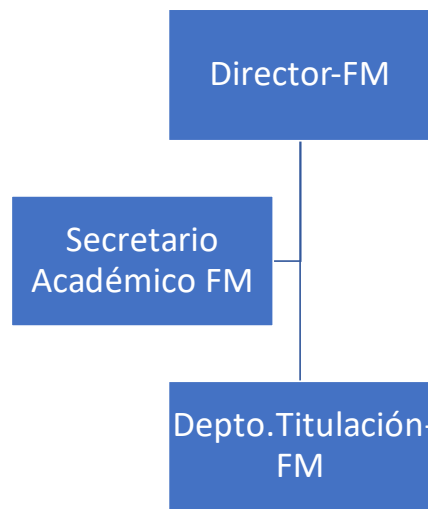 Director-FM
Secretario
Académico FM
Depto.Titulación-
FM